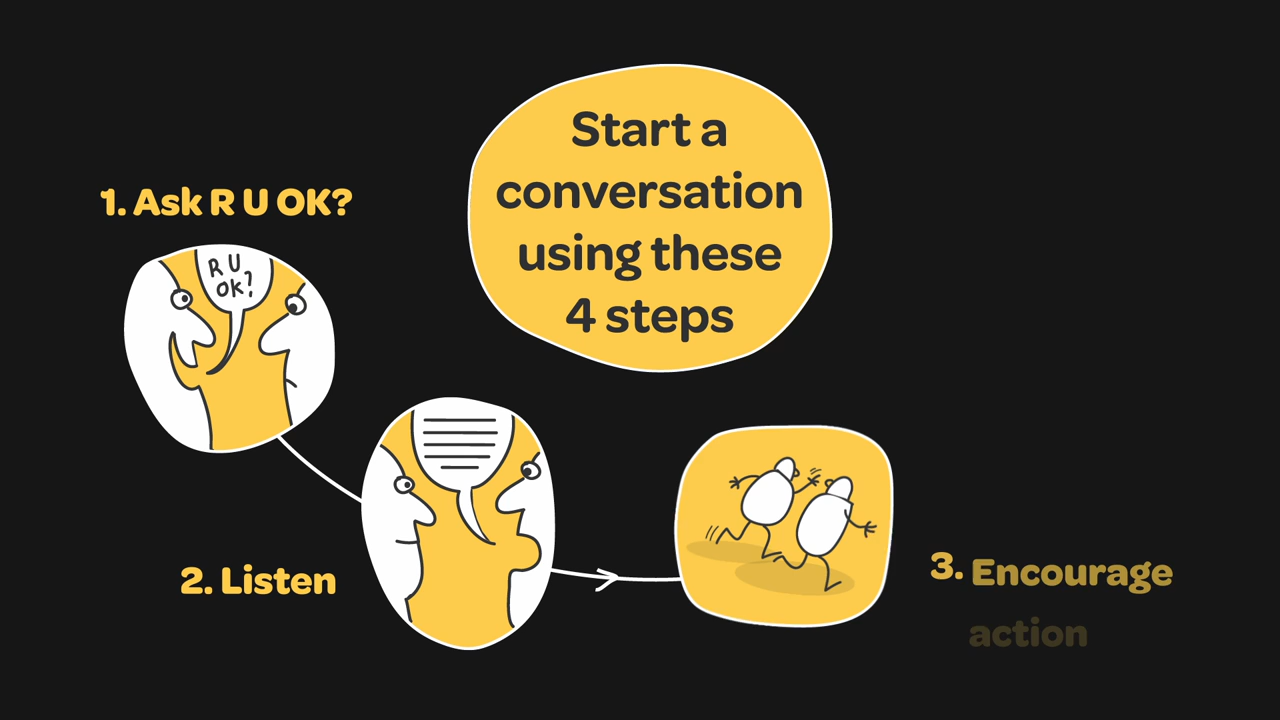 Start a
conversation
using these
4 steps
1. Ask R U OK?
R U
OK?
2. Listen
3. Encourage
action